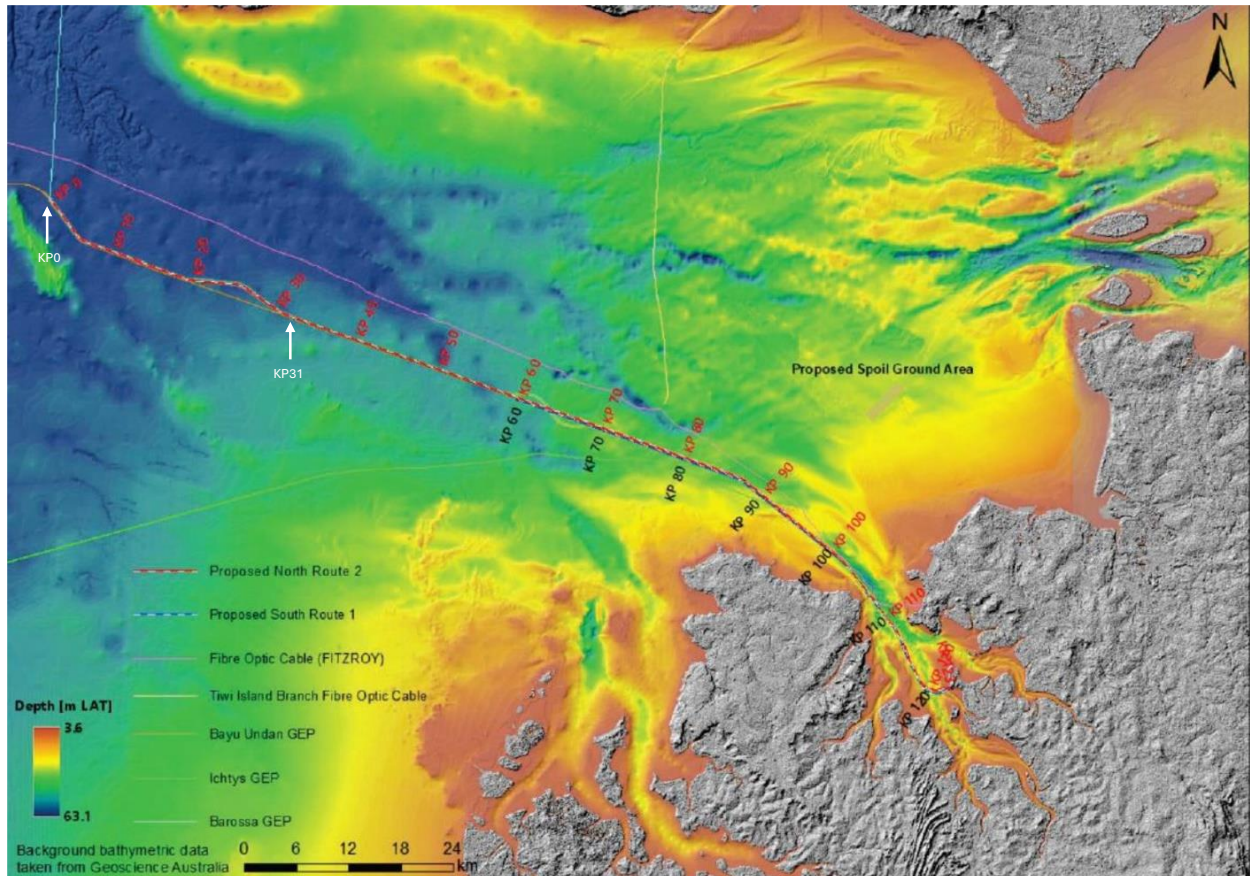 N
KP 0
KP0
KP 10
KP 20
KP 30
KP31
KP 50
KP 60
KP 60
KP 70
KP 70
KP 80
KP 80
KP 90
KP 90
KP 100
KP 100
KP 110
KP 110
KP 120
Proposed Spoil Ground Area
Proposed North Route 2
Proposed South Route 1
Fibre Optic Cable (FITZROY)
Tiwi Island Branch Fibre Optic Cable
Bayu Undan GEP
Ichtys GEP
Barossa GEP
Depth [m LAT]
3.6
63.1
Background bathymetric data
taken from Geoscience Australia
0 6 12 18 24
km